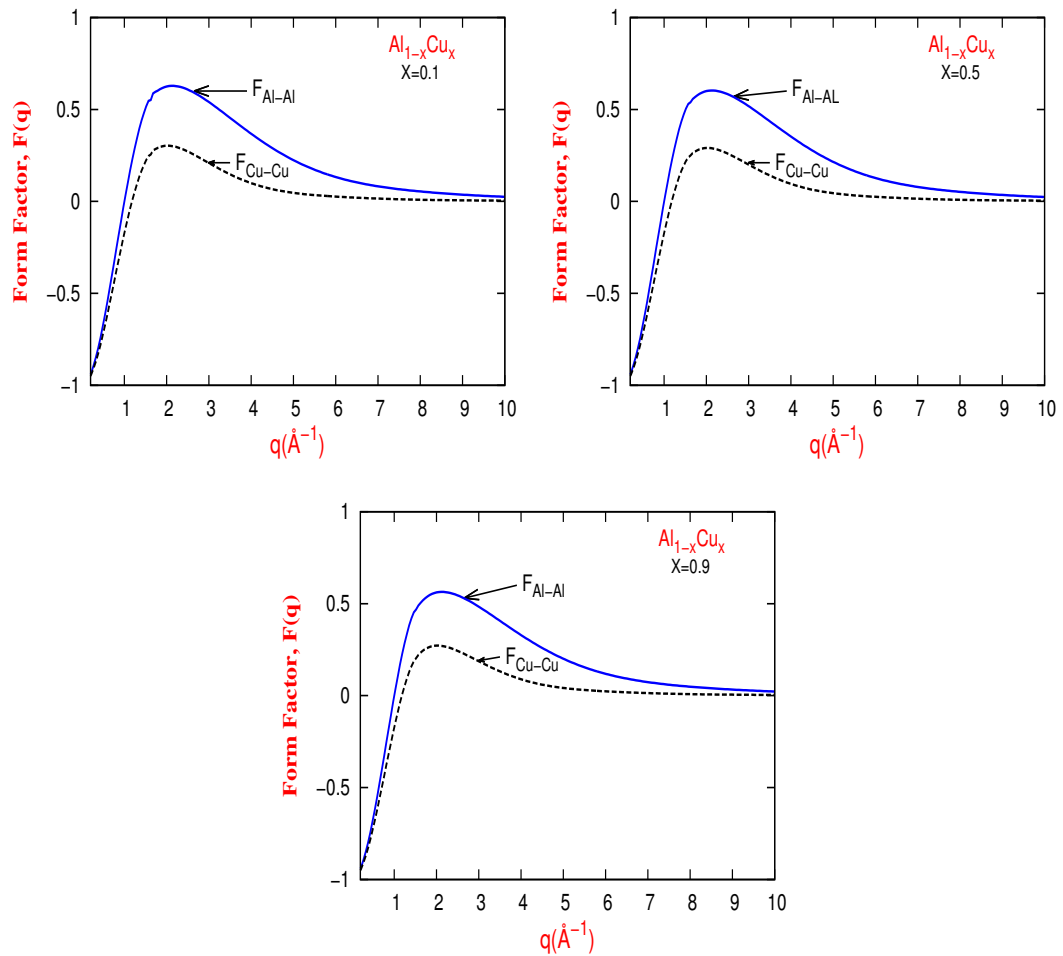 Al1−xCux
X=0.1
FAl−Al
FCu−Cu
Form Factor, F(q)
1
0.5
0
−0.5
−1
1 2 3 4 5 6 7 8 9 10
q(Å−1)
Al1−xCux
X=0.5
FAl−AL
FCu−Cu
Form Factor, F(q)
1
0.5
0
−0.5
−1
1 2 3 4 5 6 7 8 9 10
q(Å−1)
Al1−xCux
X=0.9
FAl−Al
FCu−Cu
Form Factor, F(q)
1
0.5
0
−0.5
−1
1 2 3 4 5 6 7 8 9 10
q(Å−1)